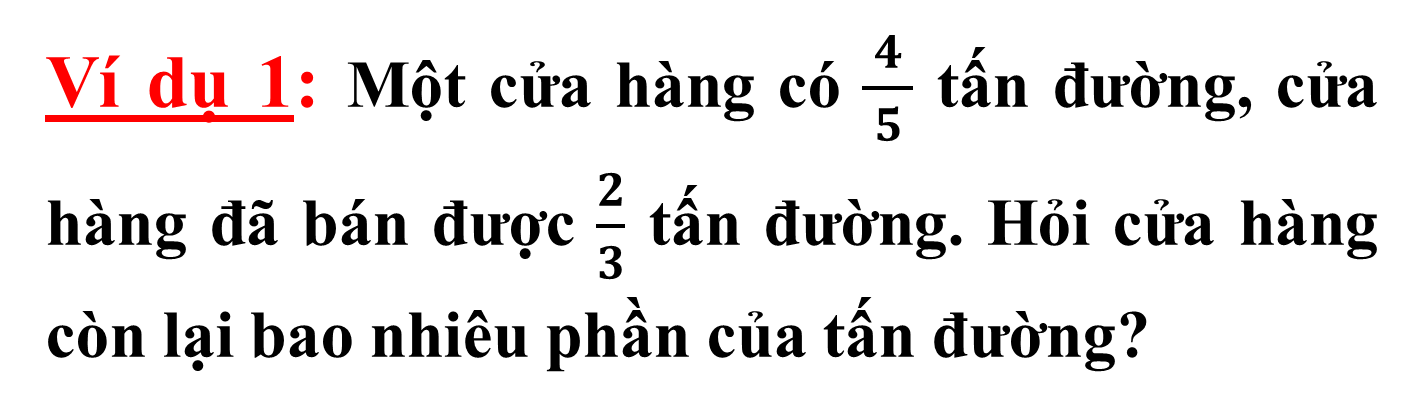 Ví dụ 1: Một cửa hàng có 4/5 tấn đường, cửa
hàng đã bán được 2/3 tấn đường. Hỏi cửa hàng
còn lại bao nhiêu phần của tấn đường?